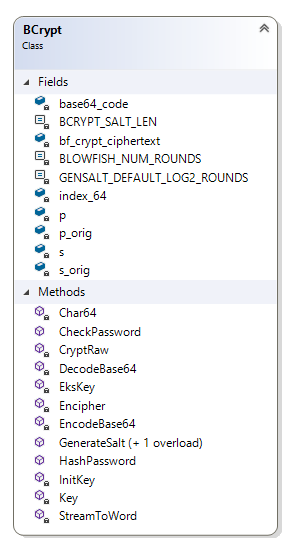 BCrypt
Class
Fields
base64_code
BCRYPT_SALT_LEN
bf_crypt_ciphertext
BLOWFISH_NUM_ROUNDS
GENSALT_DEFAULT_LOG2_ROUNDS
index_64
p
p_orig
s
s_orig
Methods
Char64
CheckPassword
CryptRaw
DecodeBase64
EksKey
Encipher
EncodeBase64
GenerateSalt (+ 1 overload)
HashPassword
InitKey
Key
StreamToWord